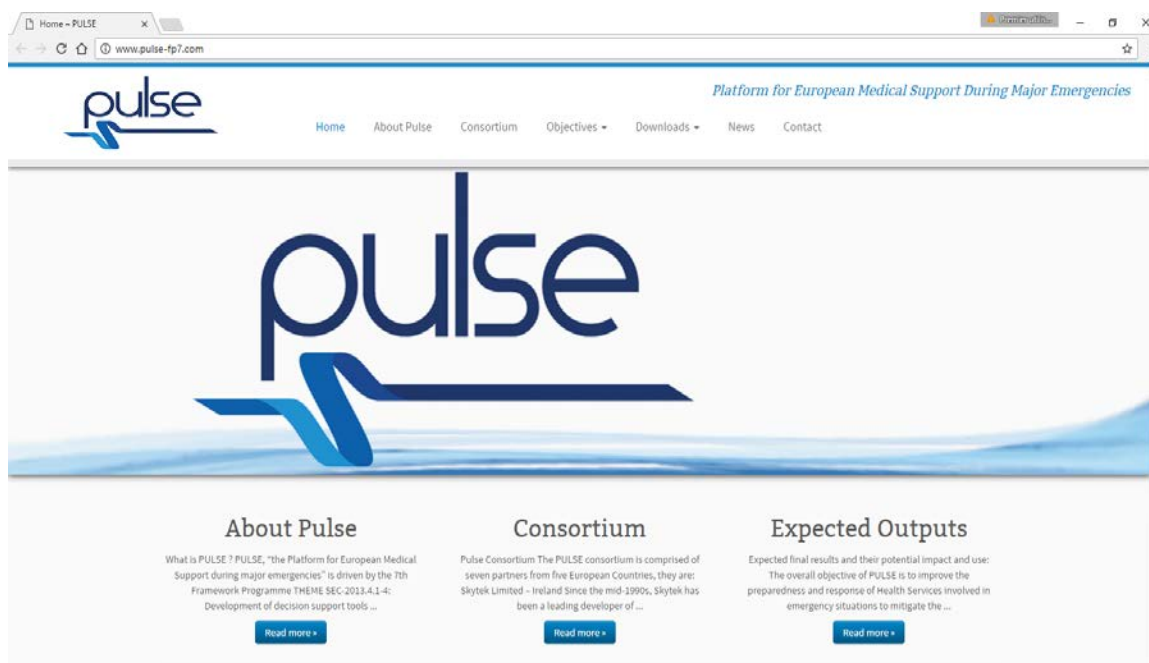 Home – PULSE
www.pulse-fp7.com
pulse
Platform for European Medical Support During Major Emergencies
Home About Pulse Consortium Objectives Downloads News Contact
pulse
About Pulse
What is PULSE ? PULSE, “the Platform for European Medical
Support during major emergencies” is driven by the 7th
Framework Programme THEME SEC-2013.4.1-4:
Development of decision support tools ...
Read more »
Consortium
Pulse Consortium The PULSE consortium is comprised of
seven partners from five European Countries, they are:
Skytek Limited – Ireland Since the mid-1990s, Skytek has
been a leading developer of ...
Read more »
Expected Outputs
Expected final results and their potential impact and use:
The overall objective of PULSE is to improve the
preparedness and response of Health Services involved in
emergency situations to mitigate the ...
Read more »